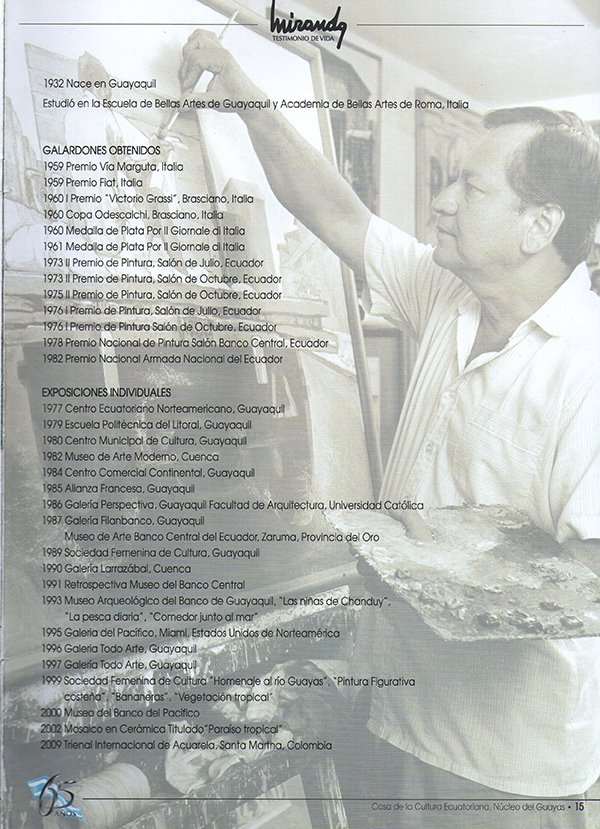 Miranda
TESTIMONIO DE VIDA
1932 Nace en Guayaquil
Estudió en la Escuela de Bellas Artes de Guayaquil y Academia de Bellas Artes de Roma, Italia
GALARDONES OBTENIDOS
1959 Premio Vía Marguta, Italia
1959 Premio Fiat, Italia
1960 I Premio "Victorio Grassi", Brasciano, Italia
1960 Copa Odescalchi, Brasciano, Italia
1960 Medalla de Plata Por Il Giornale di Italia
1961 Medalla de Plata Por Il Giornale di Italia
1973 II Premio de Pintura, Salón de Julio, Ecuador
1973 II Premio de Pintura, Salón de Octubre, Ecuador
1975 II Premio de Pintura, Salón de Octubre, Ecuador
1976 I Premio de Pintura, Salón de Julio, Ecuador
1976 I Premio de Pintura Salón de Octubre, Ecuador
1978 Premio Nacional de Pintura Salón Banco Central, Ecuador
1982 Premio Nacional Armada Nacional del Ecuador
EXPOSICIONES INDIVIDUALES
1977 Centro Ecuatoriano Norteamericano, Guayaquil
1979 Escuela Politécnica del Litoral, Guayaquil
1980 Centro Municipal de Cultura, Guayaquil
1982 Museo de Arte Moderno, Cuenca
1984 Centro Comercial Continental, Guayaquil
1985 Alianza Francesa, Guayaquil
1986 Galería Perspectiva, Guayaquil Facultad de Arquitectura, Universidad Católica
1987 Galería Filanbanco, Guayaquil
Museo de Arte Banco Central del Ecuador, Zaruma, Provincia del Oro
1989 Sociedad Femenina de Cultura, Guayaquil
1990 Galería Larrazábal, Cuenca
1991 Retrospectiva Museo del Banco Central
1993 Museo Arqueológico del Banco de Guayaquil, "Las niñas de Chanduy",
"La pesca diaria", "Comedor junto al mar"
1995 Galeria del Pacífico, Miami, Estados Unidos de Norteamérica
1996 Galería Todo Arte, Guayaquil
1997 Galería Todo Arte, Guayaquil
1999 Sociedad Femenina de Cultura "Homenaje al río Guayas", "Pintura Figurativa
costeña", "Bananeras", "Vegetación tropical"
2000 Museo del Banco del Pacífico
2002 Mosaico en Cerámica Titulado "Paraíso tropical"
2009 Trienal Internacional de Acuarela, Santa Martha, Colombia
65
AÑOS
Casa de la Cultura Ecuatoriana, Núcleo del Guayas • 15